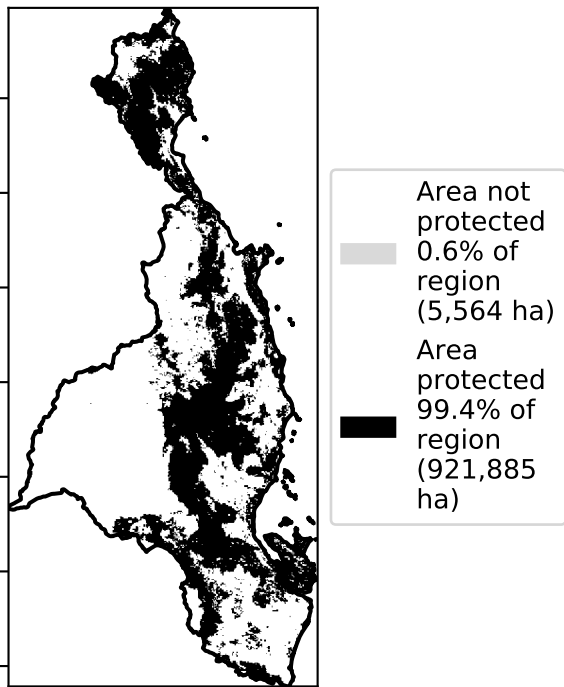 Area not
protected
0.6% of
region
(5,564 ha)
Area
protected
99.4% of
region
(921,885
ha)